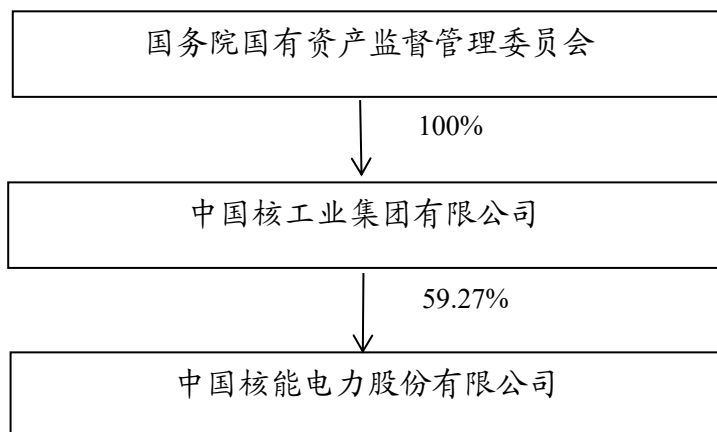 国务院国有资产监督管理委员会
100%
中国核工业集团有限公司
59.27%
中国核能电力股份有限公司